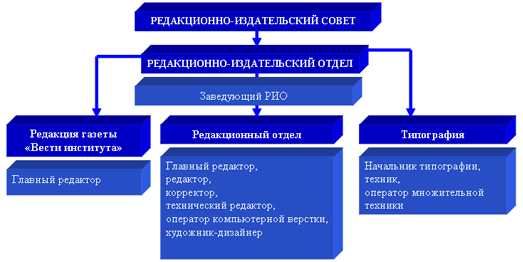 РЕДАКЦИОННО-ИЗДАТЕЛЬСКИЙ СОВЕТ
РЕДАКЦИОННО-ИЗДАТЕЛЬСКИЙ ОТДЕЛ
Заведующий РИО
Редакция газеты
«Вести института»
Главный редактор
Редакционный отдел
Главный редактор,
редактор,
корректор,
технический редактор,
оператор компьютерной верстки,
художник-дизайнер
Типография
Начальник типографии,
техник,
оператор множительной
техники